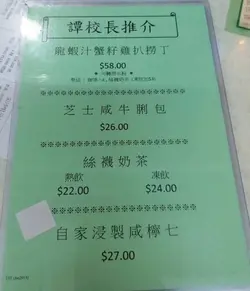 譚校長推介
龍蝦汁蟹籽雞扒撈丁
$58.00
芝士咸牛脷包
$26.00
絲襪奶茶
熱飲 凍飲
$22.00 $24.00
自家浸製咸檸七
$27.00